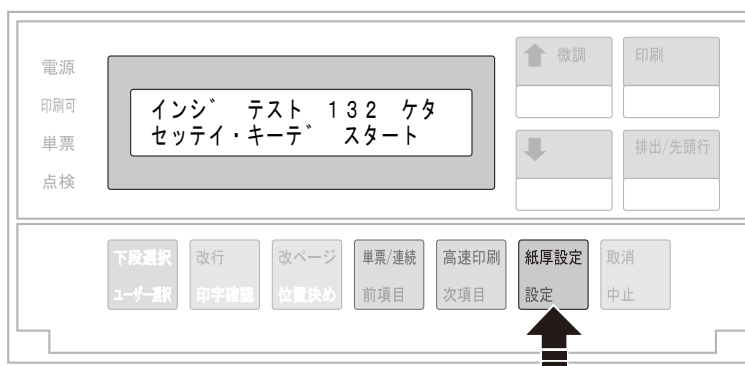 電源
印刷可
単票
点検
インジ゛ テスト 132 ケタ
セッテイ・キーデ゛ スタート
微調
印刷
排出/先頭行
下段選択
ユーザー選択
改行
印字確認
改ページ
位置決め
単票/連続
前項目
高速印刷
次項目
紙厚設定
設定
取消
中止